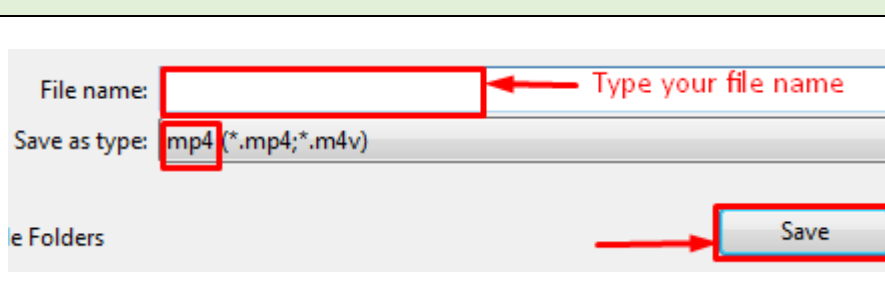 File name:
Type your file name
Save as type: mp4 (*.mp4;*.m4v)
e Folders
Save